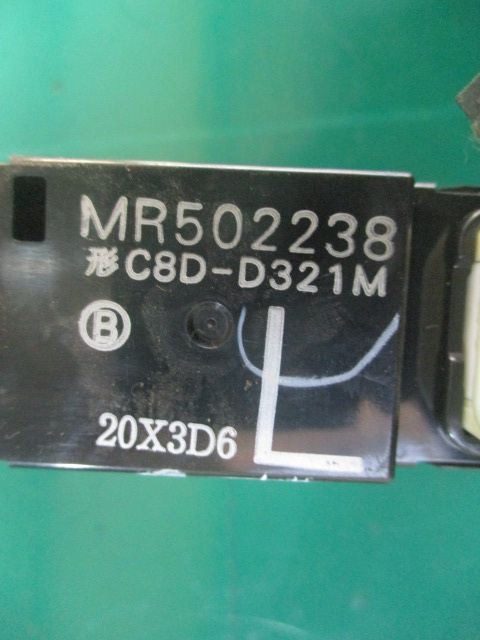 MR502238
形C8D-D321M
Ⓑ
20X3D6
L